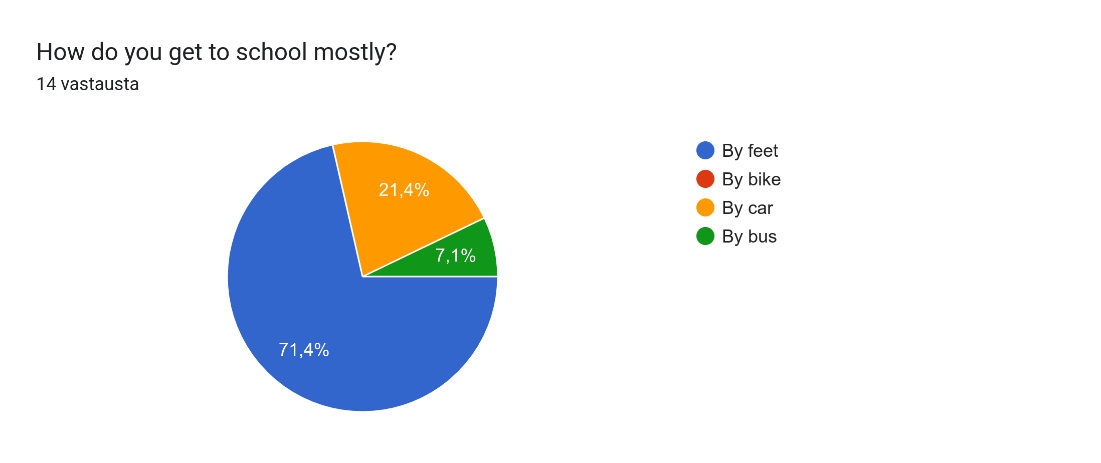 How do you get to school mostly?
14 vastausta
21,4%
7,1%
71,4%
By feet
By bike
By car
By bus